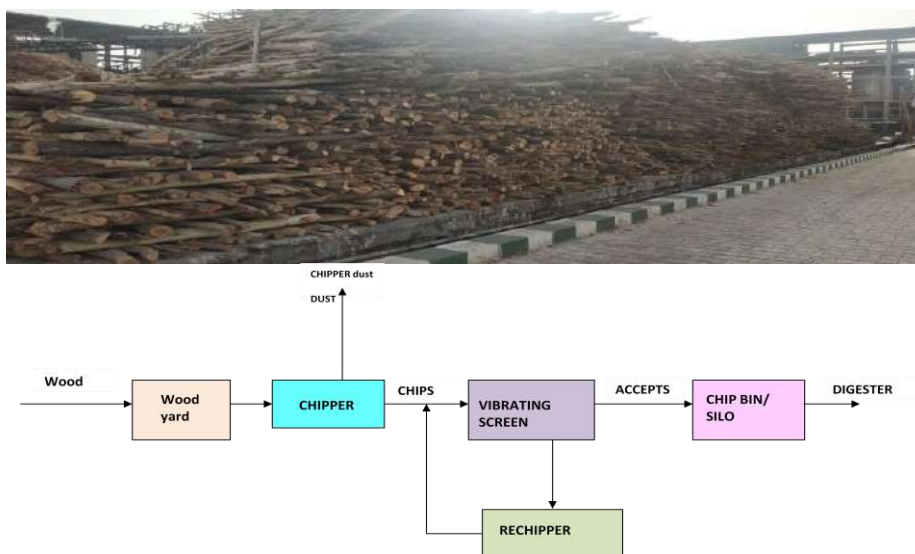 CHIPPER dust
DUST
Wood
Wood
yard
CHIPPER
CHIPS
VIBRATING
SCREEN
ACCEPTS
CHIP BIN/
SILO
DIGESTER
RECHIPPER